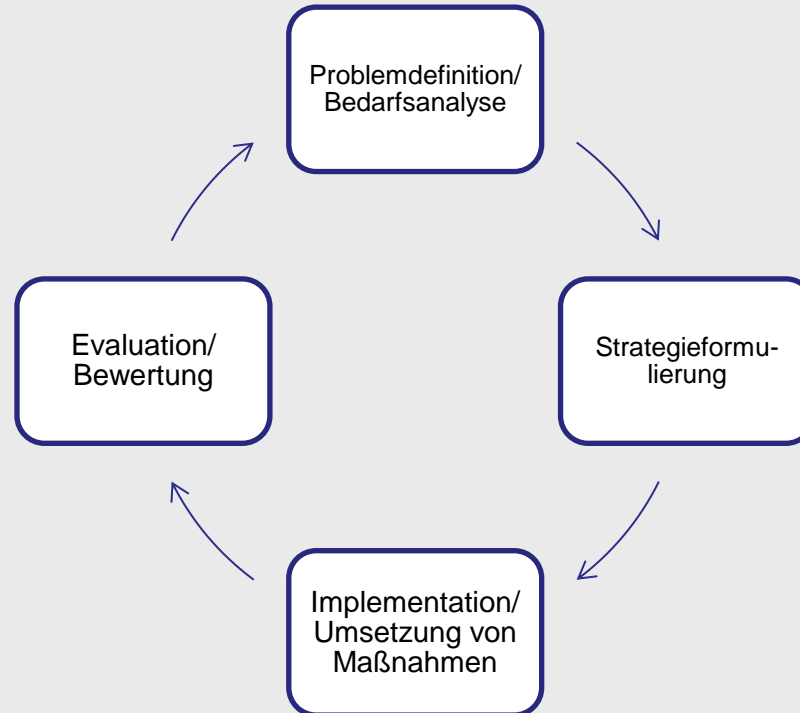 Problemdefinition/
Bedarfsanalyse
Strategieformu-
lierung
Implementation/
Umsetzung von
Maßnahmen
Evaluation/
Bewertung